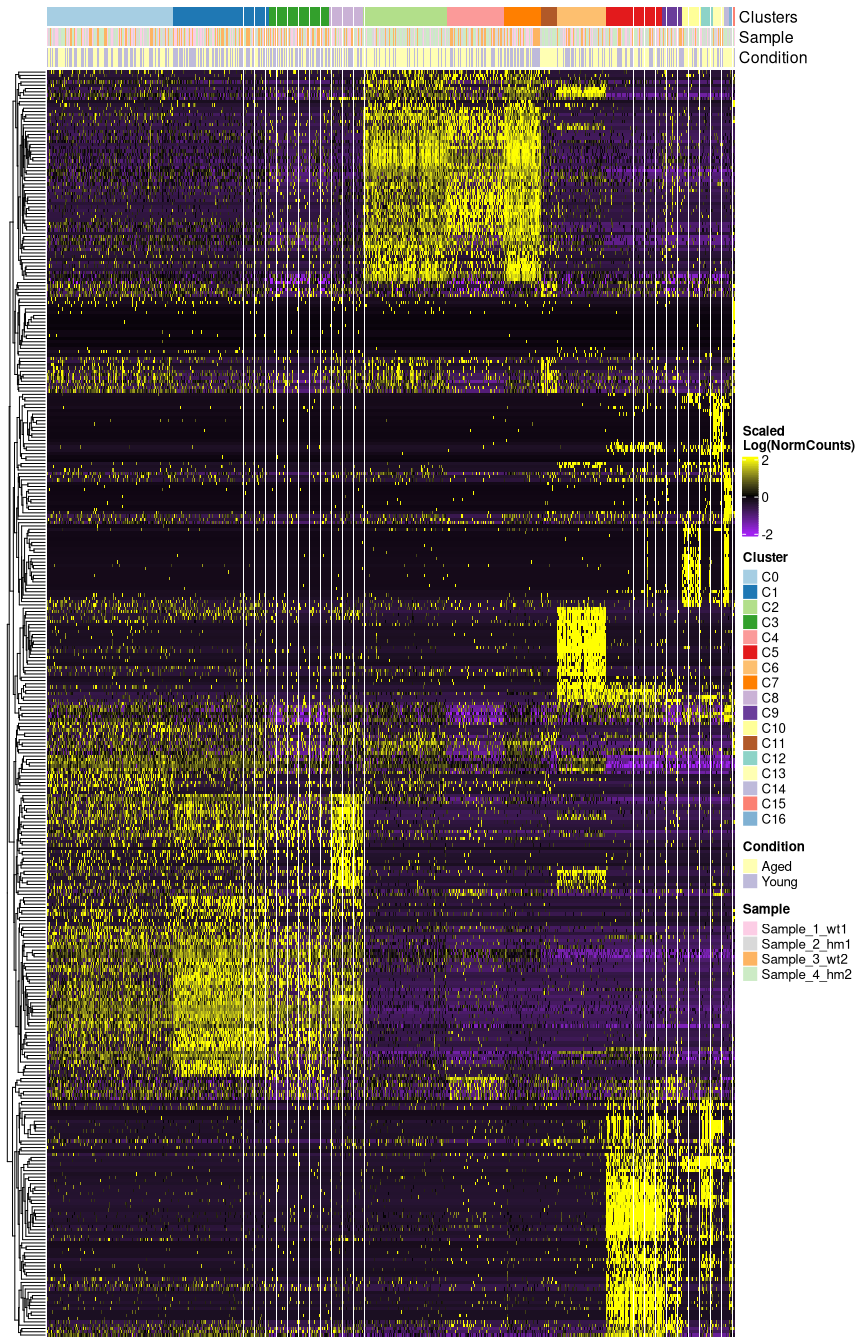 Clusters
Sample
Condition
Scaled
Log(NormCounts)
2
0
-2
Cluster
C0
C1
C2
C3
C4
C5
C6
C7
C8
C9
C10
C11
C12
C13
C14
C15
C16
Condition
Aged
Young
Sample
Sample_1_wt1
Sample_2_hm1
Sample_3_wt2
Sample_4_hm2